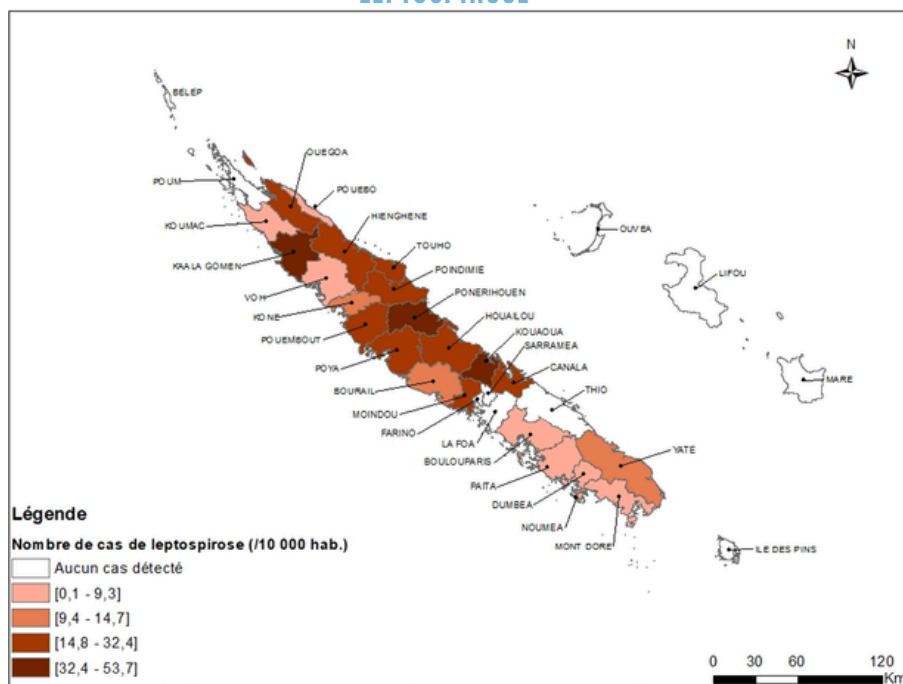 LEPTOSPIROSE
N
BELEP
OUEGOA
POUM
POUEBO
KOUMAC
HIENGHENE
OUVEA
TOUHO
KAALA GOMEN
POINDIMIE
LIFOU
VOH
PONERIHOUEN
KONE
HOUAILOU
KOUAOUA
POUEMBOUT
SARRAMEA
POYA
CANALA
MARE
BOURAIL
THIO
MOINDOU
FARINO
LA FOA
YATE
BOULOUPARIS
PAITA
DUMBEA
NOUMEA
MONT DORE
ILE DES PINS
Légende
Nombre de cas de leptospirose (/10 000 hab.)
Aucun cas détecté
[0,1 - 9,3]
[9,4 - 14,7]
[14,8 - 32,4]
[32,4 - 53,7]
0 30 60 120
Km